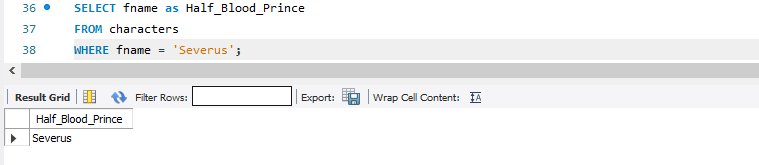 36 SELECT fname as Half_Blood_Prince
37 FROM characters
38 WHERE fname = 'Severus';
Result Grid Filter Rows: Export: Wrap Cell Content:
Half_Blood_Prince
Severus